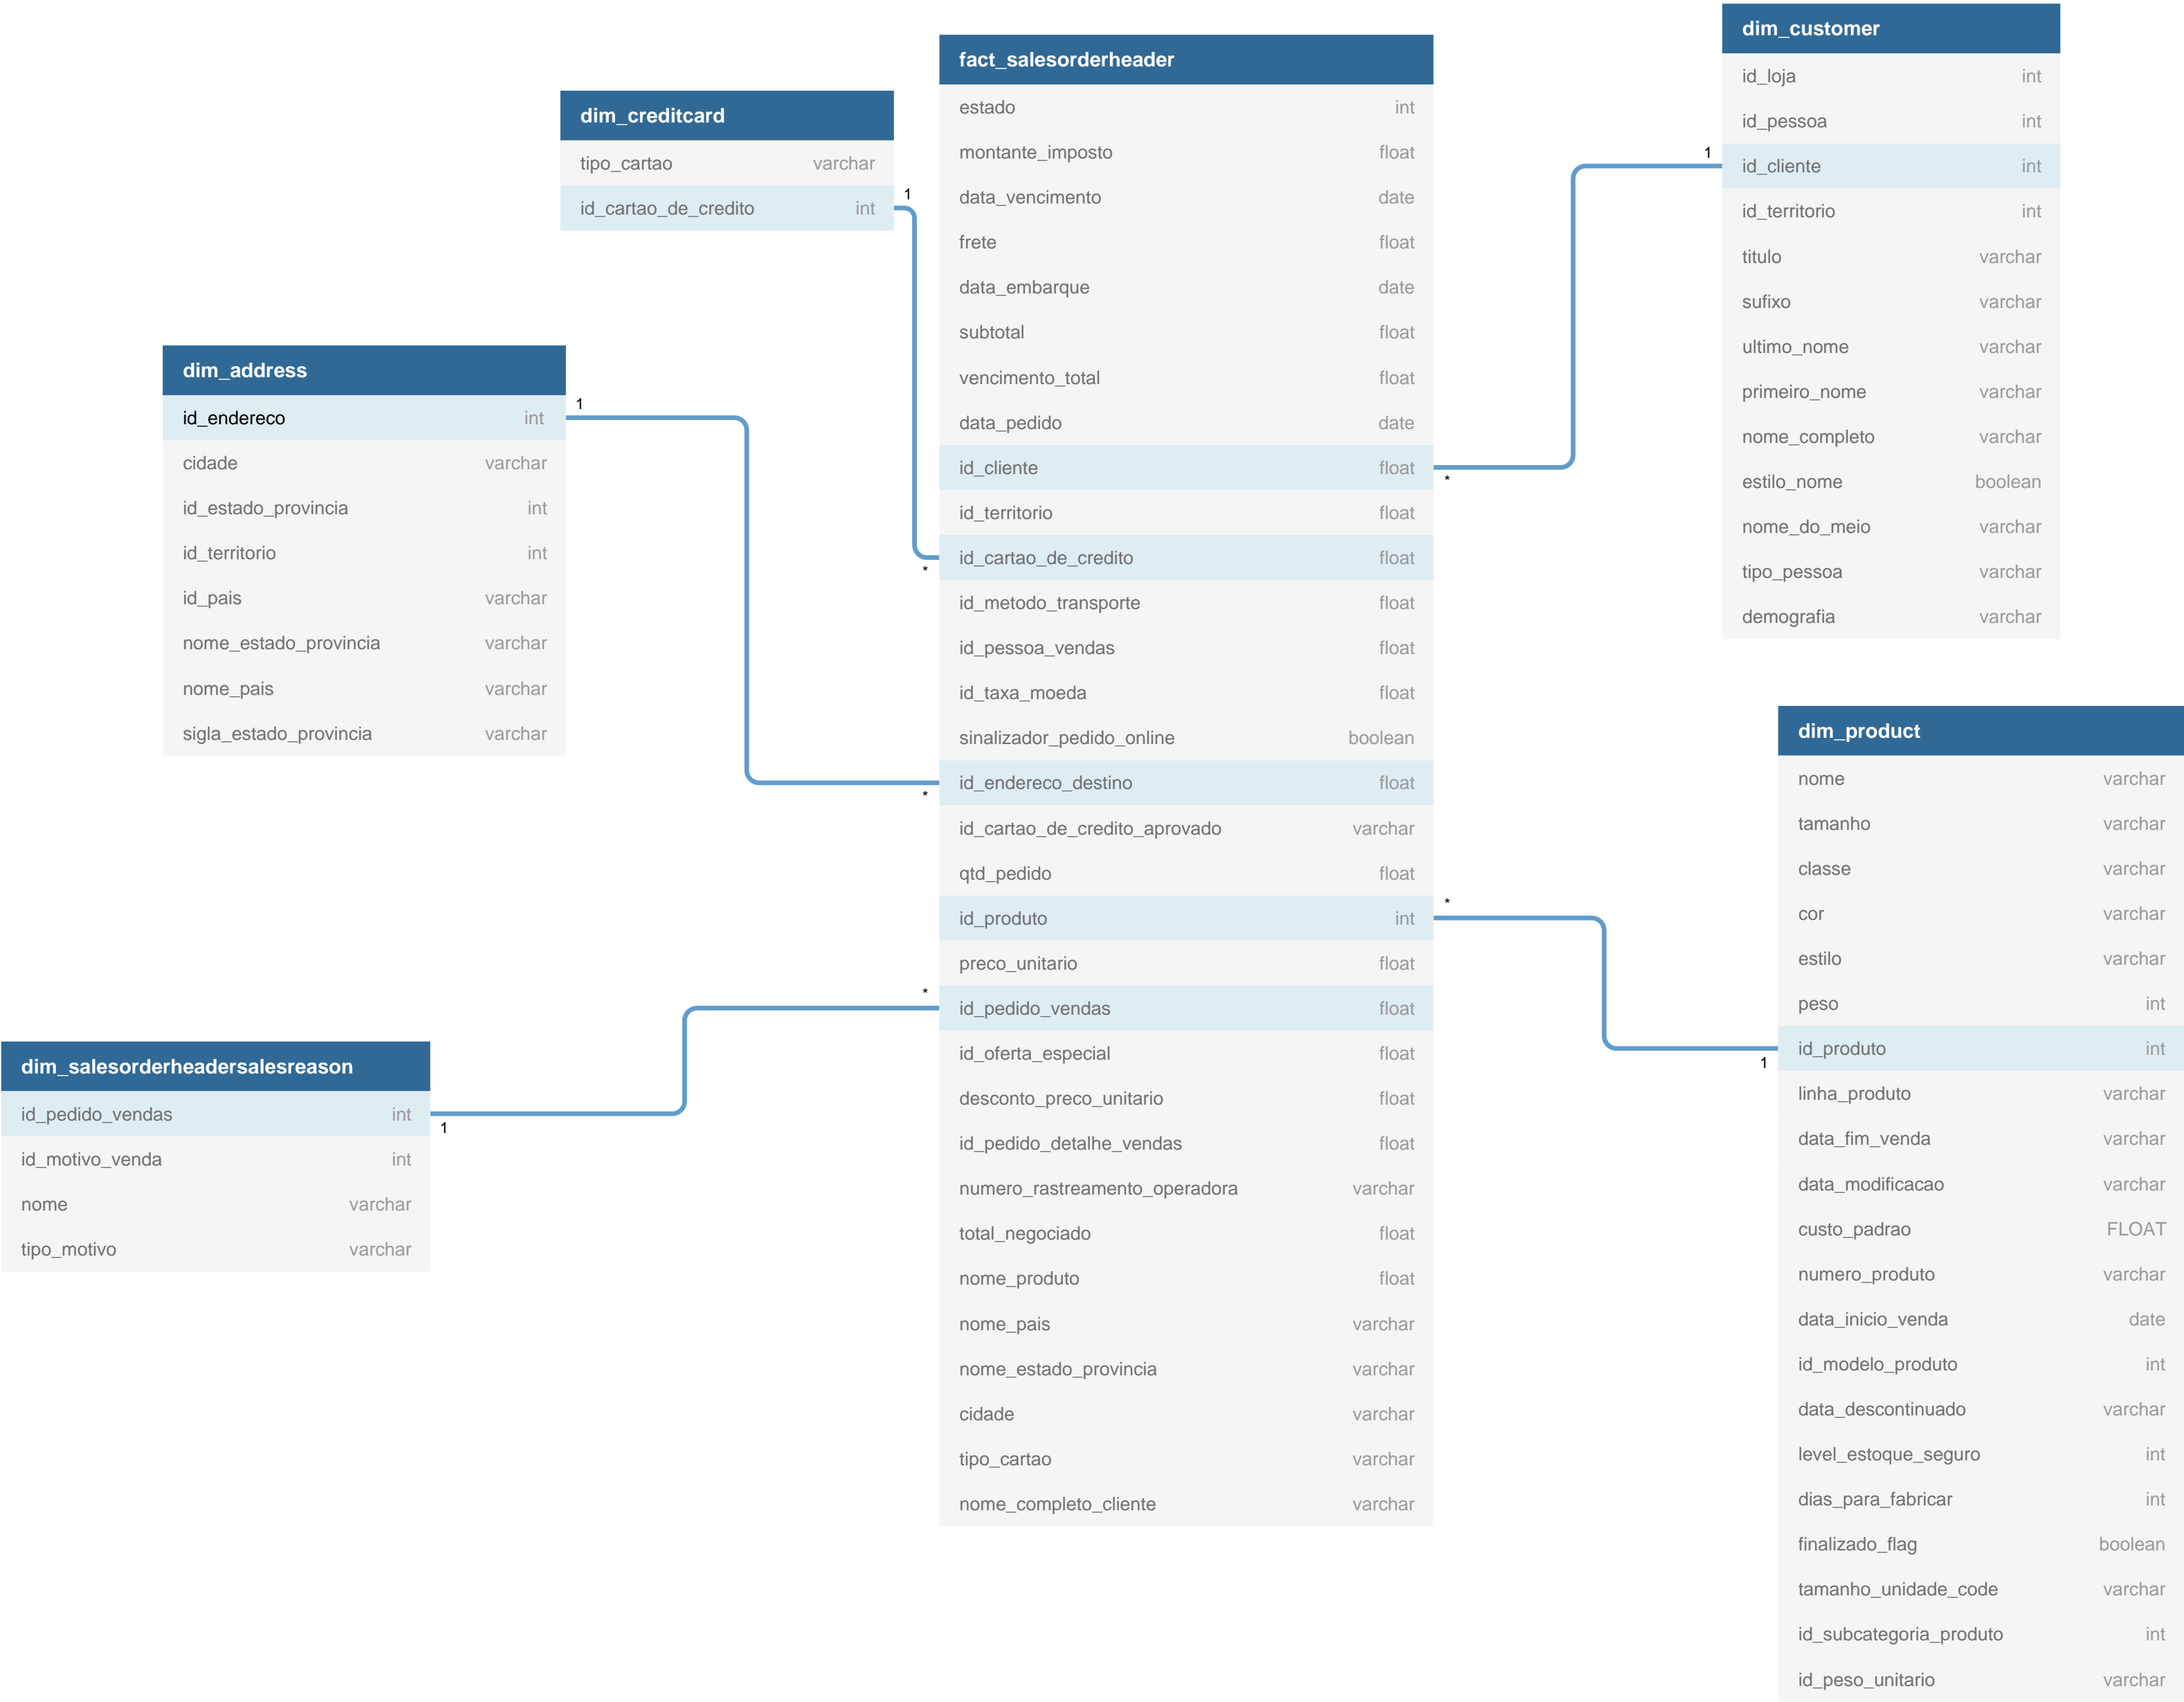 dim_creditcard
tipo_cartao varchar
id_cartao_de_credito int
1
dim_address
id_endereco int
1
cidade varchar
id_estado_provincia int
id_territorio int
id_pais varchar
nome_estado_provincia varchar
nome_pais varchar
sigla_estado_provincia varchar
dim_salesorderheadersalesreason
id_pedido_vendas int
1
id_motivo_venda int
nome varchar
tipo_motivo varchar
fact_salesorderheader
estado int
montante_imposto float
data_vencimento date
frete float
data_embarque date
subtotal float
vencimento_total float
data_pedido date
id_cliente float
*
id_territorio float
id_cartao_de_credito float
*
id_metodo_transporte float
id_pessoa_vendas float
id_taxa_moeda float
sinalizador_pedido_online boolean
id_endereco_destino float
*
id_cartao_de_credito_aprovado varchar
qtd_pedido float
*
id_produto int
preco_unitario float
*
id_pedido_vendas float
id_oferta_especial float
desconto_preco_unitario float
id_pedido_detalhe_vendas float
numero_rastreamento_operadora varchar
total_negociado float
nome_produto float
nome_pais varchar
nome_estado_provincia varchar
cidade varchar
tipo_cartao varchar
nome_completo_cliente varchar
dim_customer
id_loja int
id_pessoa int
1
id_cliente int
id_territorio int
titulo varchar
sufixo varchar
ultimo_nome varchar
primeiro_nome varchar
nome_completo varchar
estilo_nome boolean
nome_do_meio varchar
tipo_pessoa varchar
demografia varchar
dim_product
nome varchar
tamanho varchar
classe varchar
cor varchar
estilo varchar
peso int
id_produto int
1
linha_produto varchar
data_fim_venda varchar
data_modificacao varchar
custo_padrao FLOAT
numero_produto varchar
data_inicio_venda date
id_modelo_produto int
data_descontinuado varchar
level_estoque_seguro int
dias_para_fabricar int
finalizado_flag boolean
tamanho_unidade_code varchar
id_subcategoria_produto int
id_peso_unitario varchar